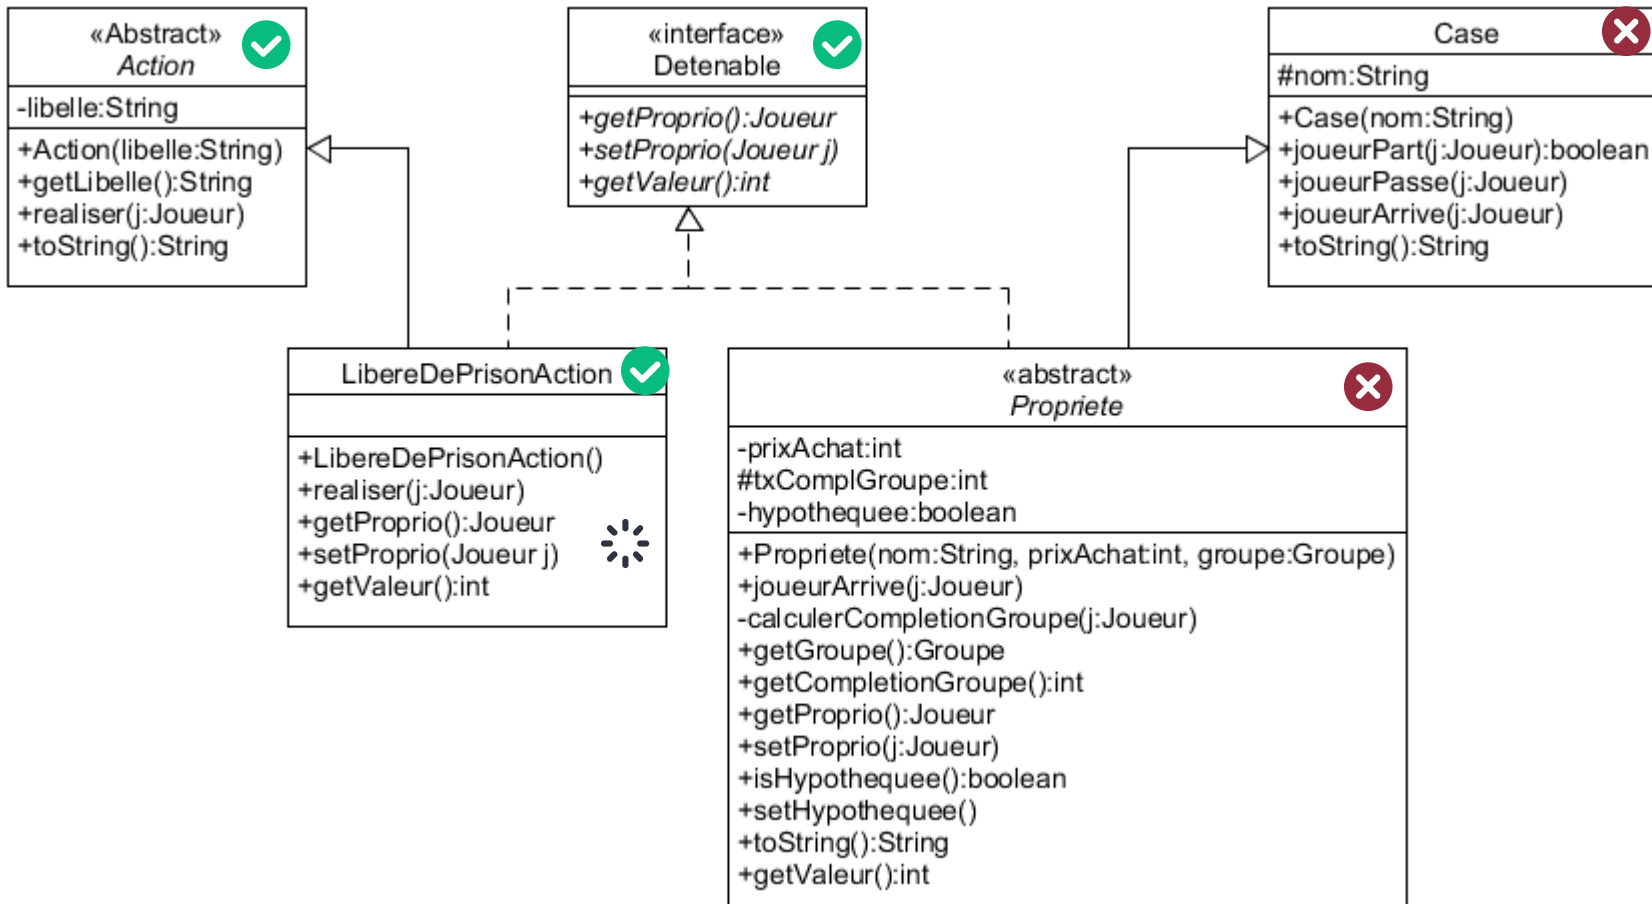 «Abstract»
Action
-libelle:String
+Action(libelle:String)
+getLibelle():String
+realiser(j:Joueur)
+toString():String
«interface»
Detenable
+getProprio():Joueur
+setProprio(Joueur j)
+getValeur():int
Case
#nom:String
+Case(nom:String)
+joueurPart(j:Joueur):boolean
+joueurPasse(j:Joueur)
+joueurArrive(j:Joueur)
+toString():String
LibereDePrisonAction
+LibereDePrisonAction()
+realiser(j:Joueur)
+getProprio():Joueur
+setProprio(Joueur j)
+getValeur():int
«abstract»
Propriete
-prixAchat:int
#txComplGroupe:int
-hypothequee:boolean
+Propriete(nom:String, prixAchat:int, groupe:Groupe)
+joueurArrive(j:Joueur)
-calculerCompletionGroupe(j:Joueur)
+getGroupe():Groupe
+getCompletionGroupe():int
+getProprio():Joueur
+setProprio(j:Joueur)
+isHypothequee():boolean
+setHypothequee()
+toString():String
+getValeur():int